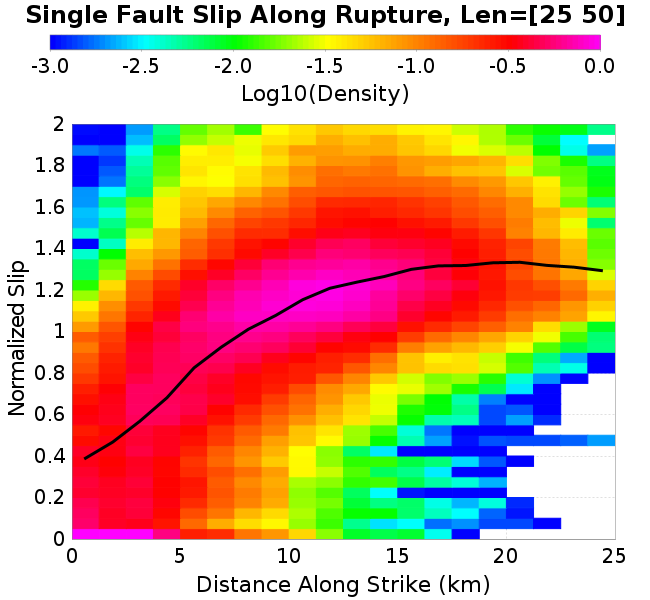 Single Fault Slip Along Rupture, Len=[25 50]
-3.0 -2.5 -2.0 -1.5 -1.0 -0.5 0.0
Log10(Density)
Normalized Slip
2
1.8
1.6
1.4
1.2
1
0.8
0.6
0.4
0.2
0
0 5 10 15 20 25
Distance Along Strike (km)